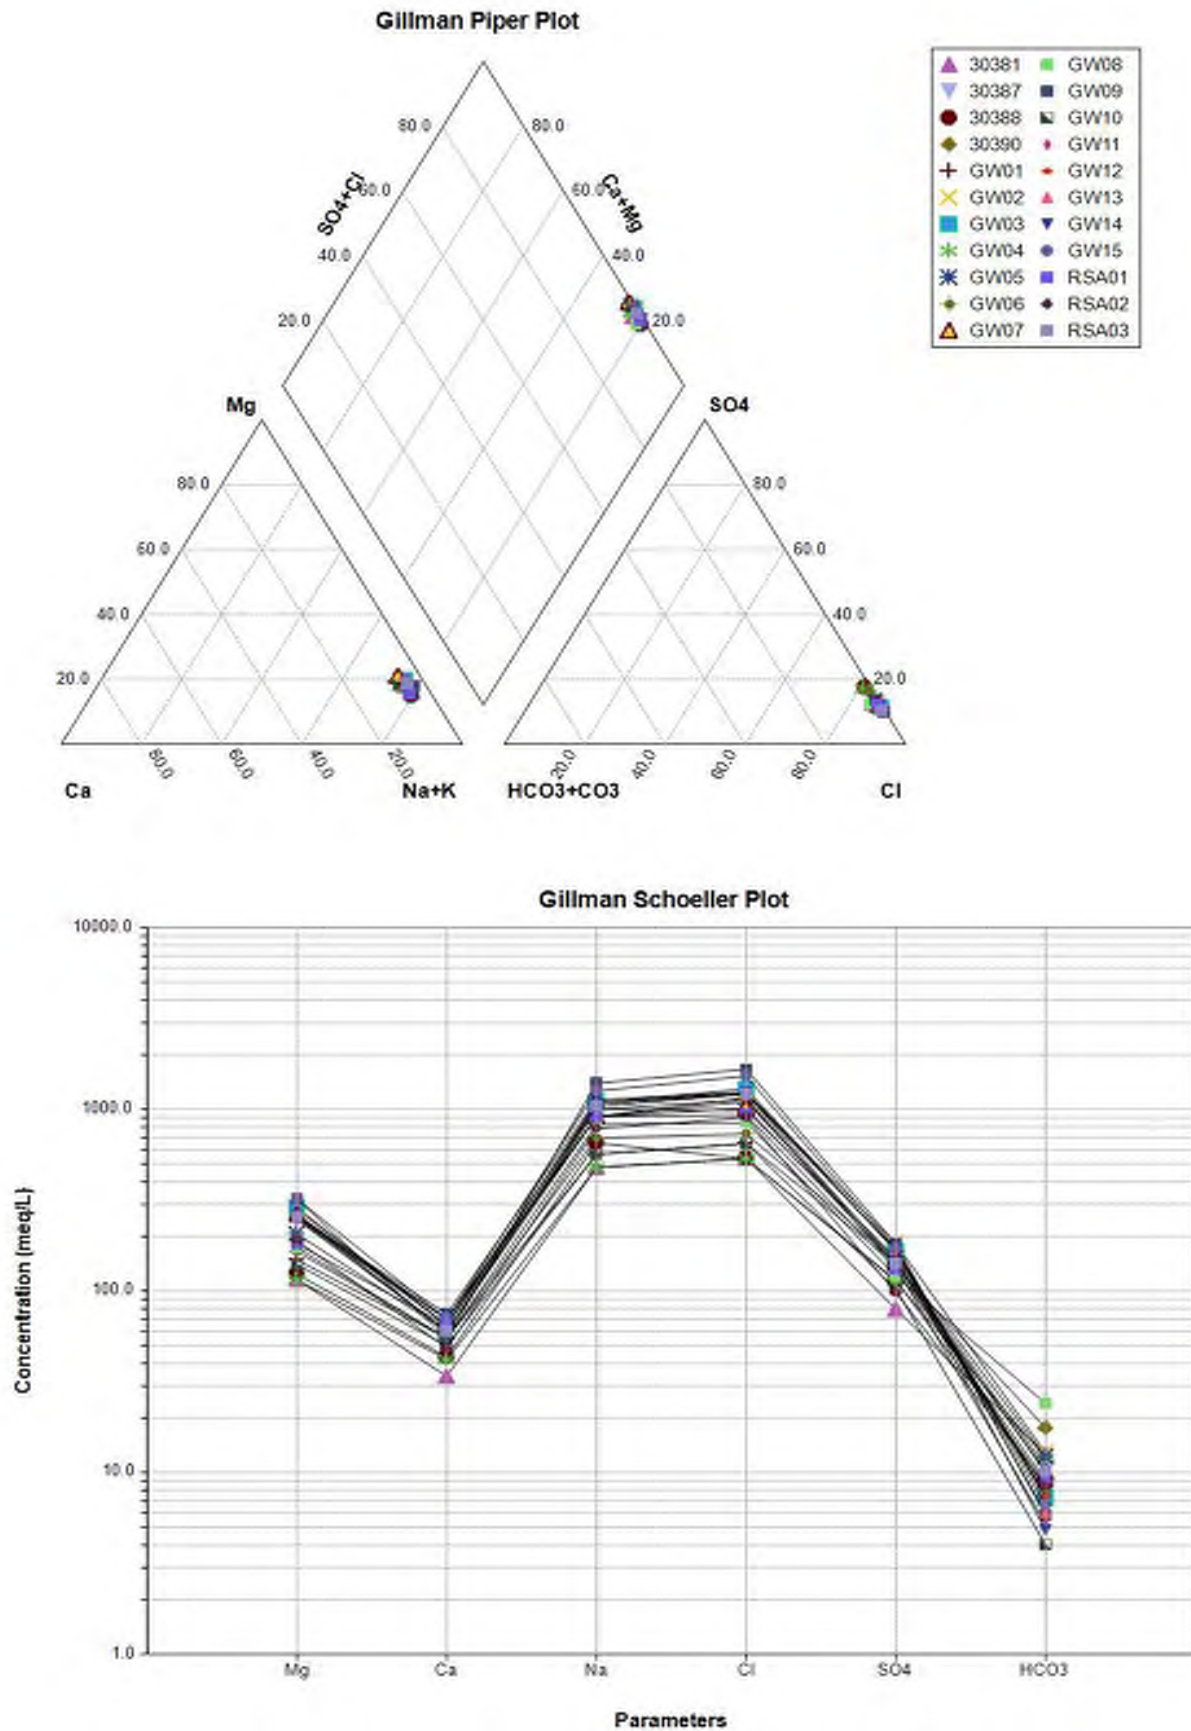 Gillman Piper Plot
30381 GW08
30387 GW09
30388 GW10
30390 GW11
GW01 GW12
GW02 GW13
GW03 GW14
GW04 GW15
GW05 RSA01
GW06 RSA02
GW07 RSA03
80.0 80.0
SO4+Cl 60.0 60.0 Ca+Mg
40.0 40.0
20.0 20.0
Mg SO4
80.0 80.0
60.0 60.0
40.0 40.0
20.0 20.0
80.0 60.0 40.0 20.0 20.0 40.0 60.0 80.0
Ca Na+K HCO3+CO3 Cl
Gillman Schoeller Plot
10000.0
1000.0
100.0
10.0
1.0
Concentration (meq/L)
Mg Ca Na Cl SO4 HCO3
Parameters